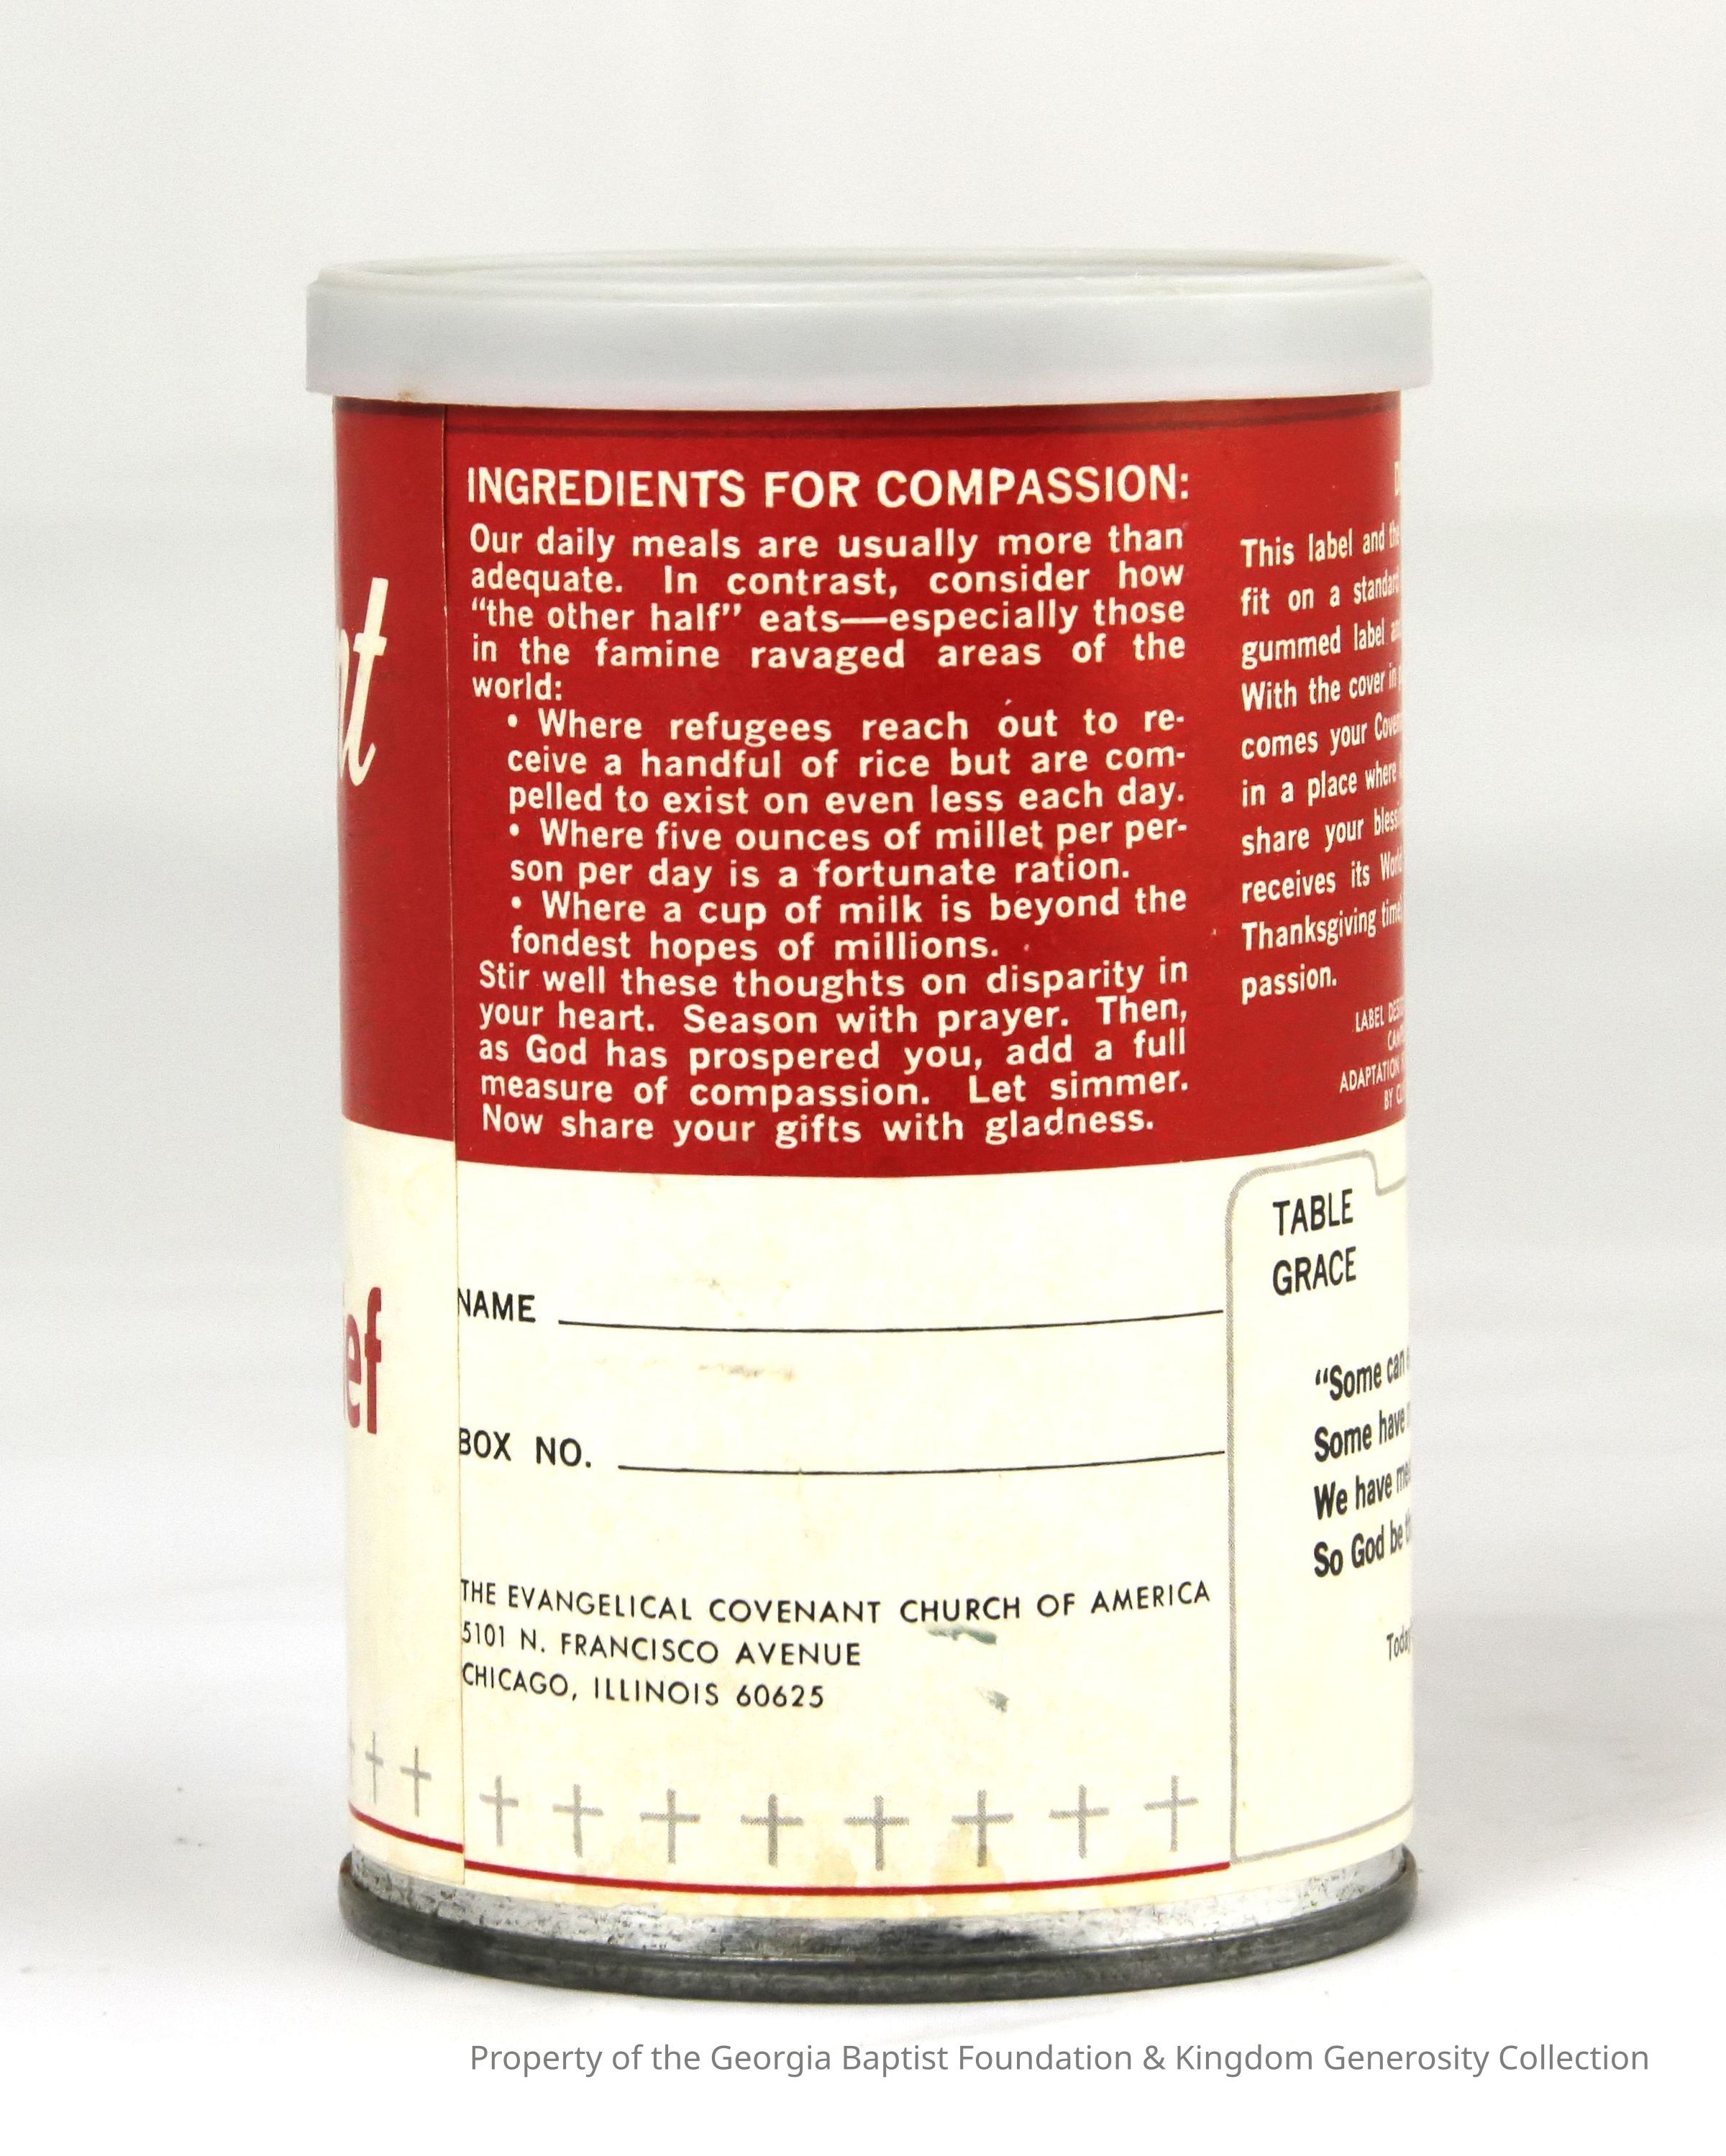 INGREDIENTS FOR COMPASSION:
Our daily meals are usually more than
adequate. In contrast, consider how
“the other half” eats—especially those
in the famine ravaged areas of the
world:
• Where refugees reach out to re-
ceive a handful of rice but are com-
pelled to exist on even less each day.
• Where five ounces of millet per per-
son per day is a fortunate ration.
• Where a cup of milk is beyond the
fondest hopes of millions.
Stir well these thoughts on disparity in
your heart. Season with prayer. Then,
as God has prospered you, add a full
measure of compassion. Let simmer.
Now share your gifts with gladness.
NAME
BOX NO.
THE EVANGELICAL COVENANT CHURCH OF AMERICA
5101 N. FRANCISCO AVENUE
CHICAGO, ILLINOIS 60625
This label and the
fit on a standard
gummed label
With the cover in
comes your
in a place where
share your
receives its
Thanksgiving time
passion.
LABEL
ADAPTATION
BY
TABLE
GRACE
“Some can
Some have
We have
So God be
Property of the Georgia Baptist Foundation & Kingdom Generosity Collection